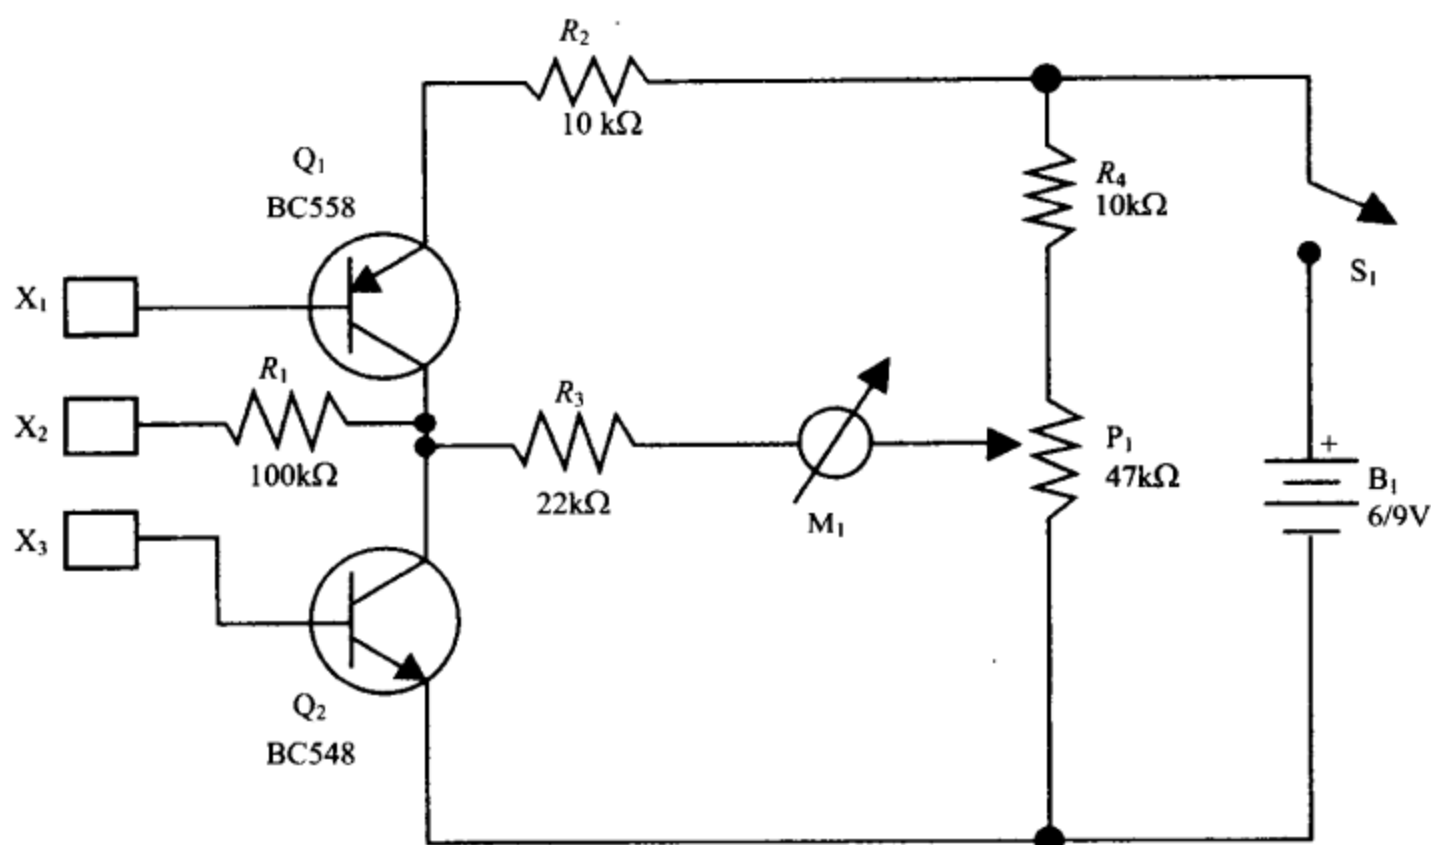 R2
10 kΩ
Q1
BC558
R4
10kΩ
S1
X1
R1
R3
X2
100kΩ
22kΩ
M1
P1
47kΩ
+
B1
6/9V
X3
Q2
BC548